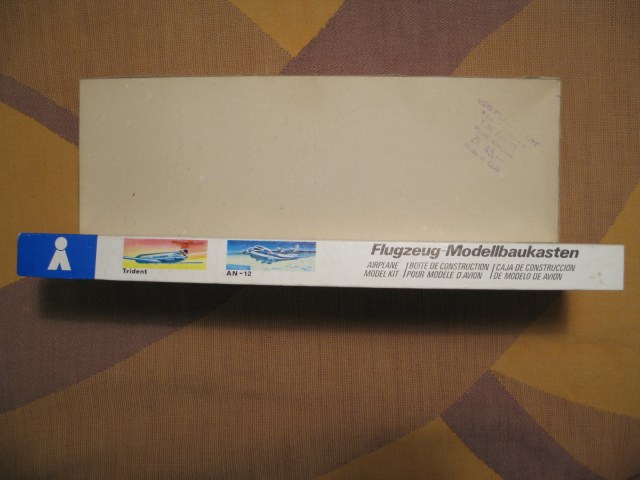 Trident
AN-12
Flugzeug-Modellbaukasten
AIRPLANE | BOITE DE CONSTRUCTION | CAJA DE CONSTRUCCION
MODEL KIT | POUR MODELE D'AVION | DE MODELO DE AVION